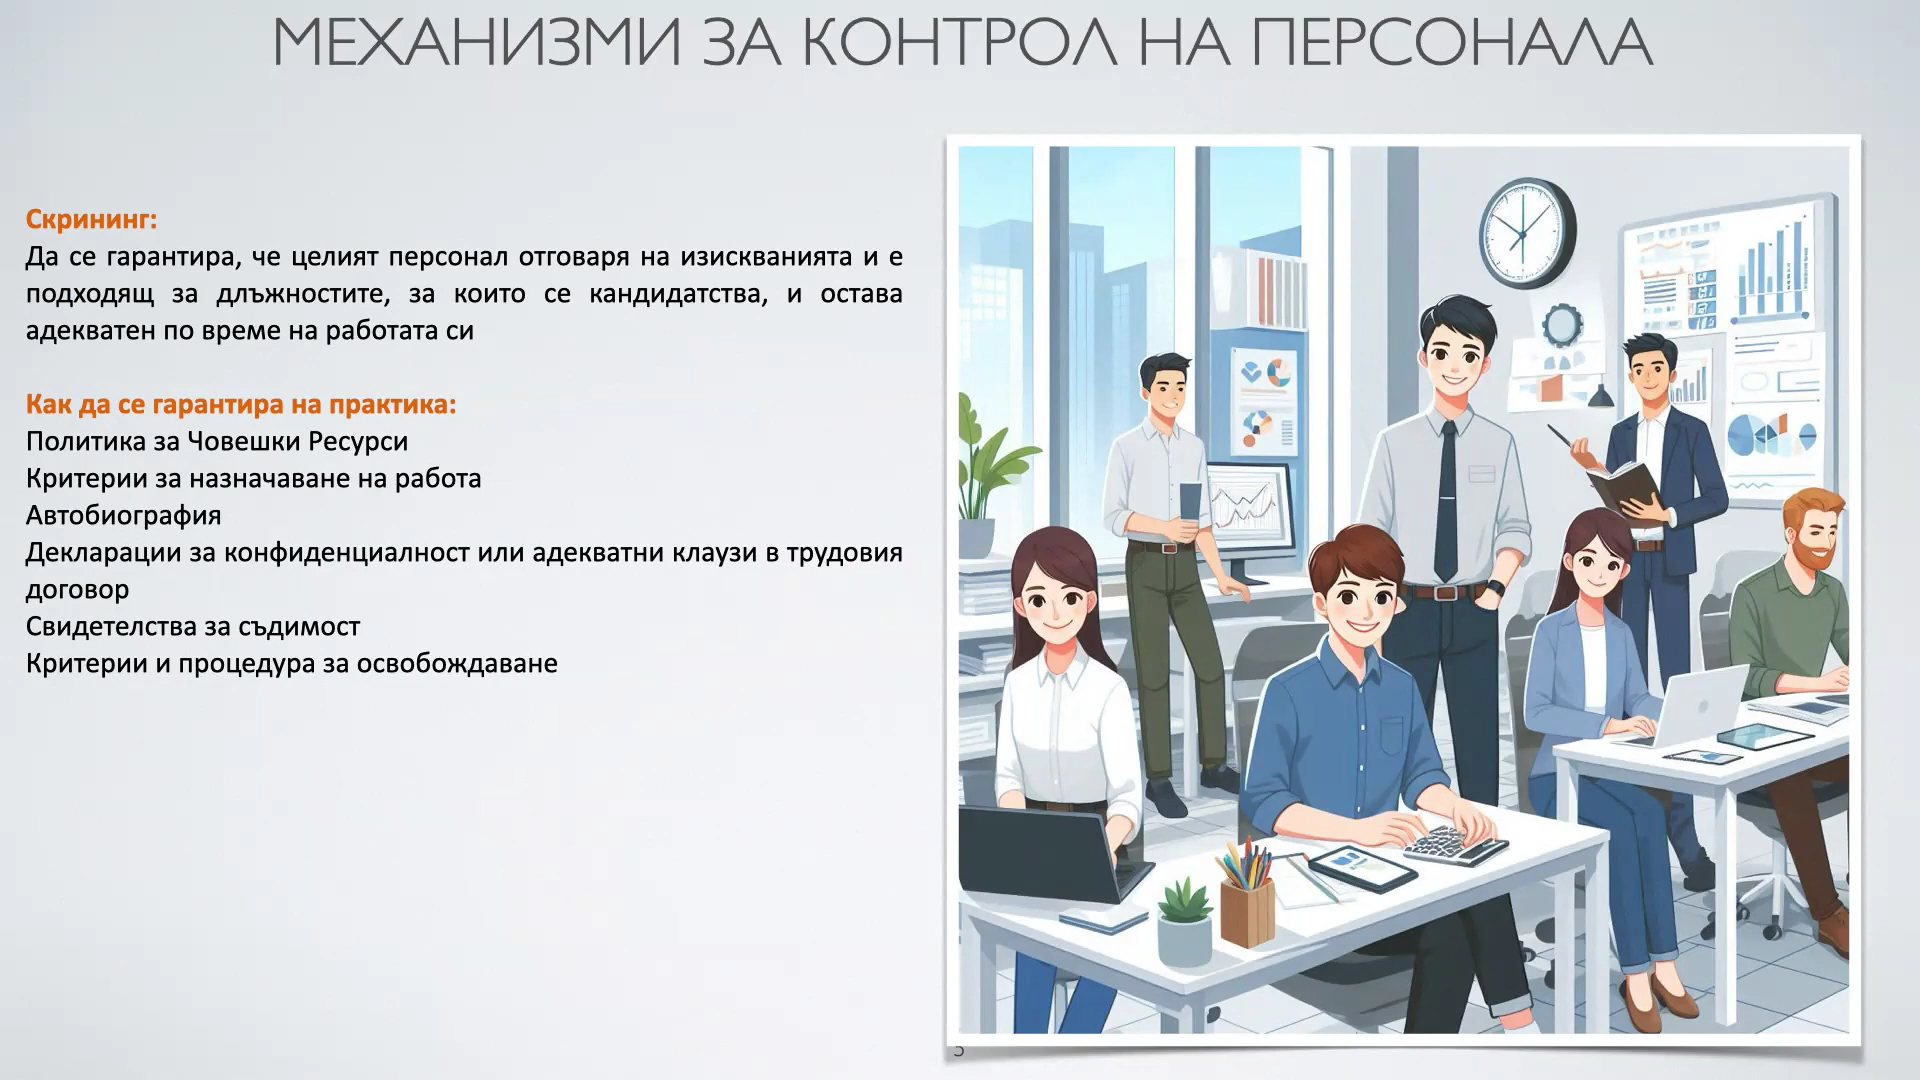 МЕХАНИЗМИ ЗА КОНТРОЛ НА ПЕРСОНАЛА
Скрининг:
Да се гарантира, че целият персонал отговаря на изискванията и е
подходящ за длъжностите, за които се кандидатства, и остава
адекватен по време на работата си
Как да се гарантира на практика:
Политика за Човешки Ресурси
Критерии за назначаване на работа
Автобиография
Декларации за конфиденциалност или адекватни клаузи в трудовия
договор
Свидетелства за съдимост
Критерии и процедура за освобождаване